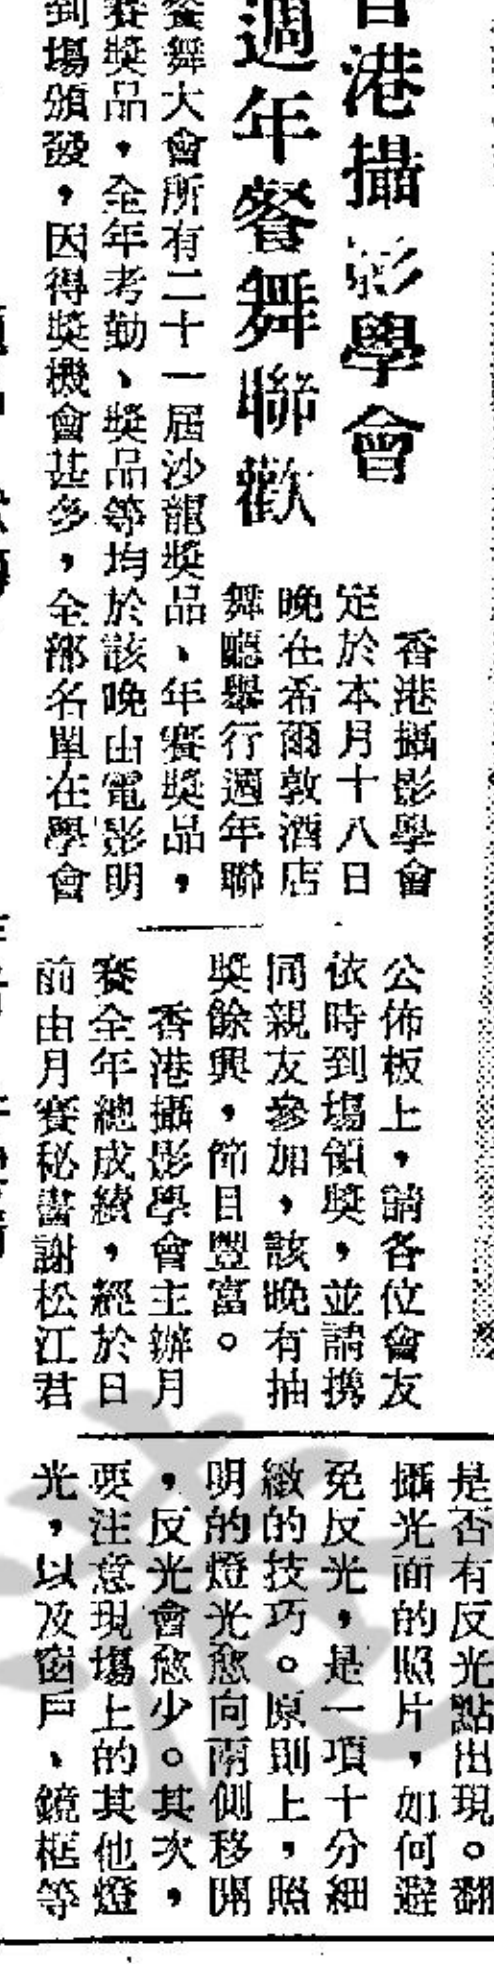 香港攝影學會
週年餐舞聯歡
香港攝影學會
定於本月十八日
晚在希爾敦酒店
舞廳舉行週年聯
餐舞大會所有二十一屆沙龍獎品、年賽獎品,
賽獎品,全年考勤、獎品等均於該晚由電影明
到場頒發,因得獎機會甚多,全部名單在學會
公佈板上,請各位會友
依時到場領獎,並請携
同親友參加,該晚有抽
獎餘興,節目豐富。
香港攝影學會主辦月
賽全年總成績,經於日
前由月賽秘書謝松江君
是否有反光點出現。翻
攝光面的照片,如何避
免反光,是一項十分細
緻的技巧。原則上,照
明的燈光愈向兩側移開
,反光會愈少。其次,
要注意現場上的其他燈
光,以及窗戶、鏡框等